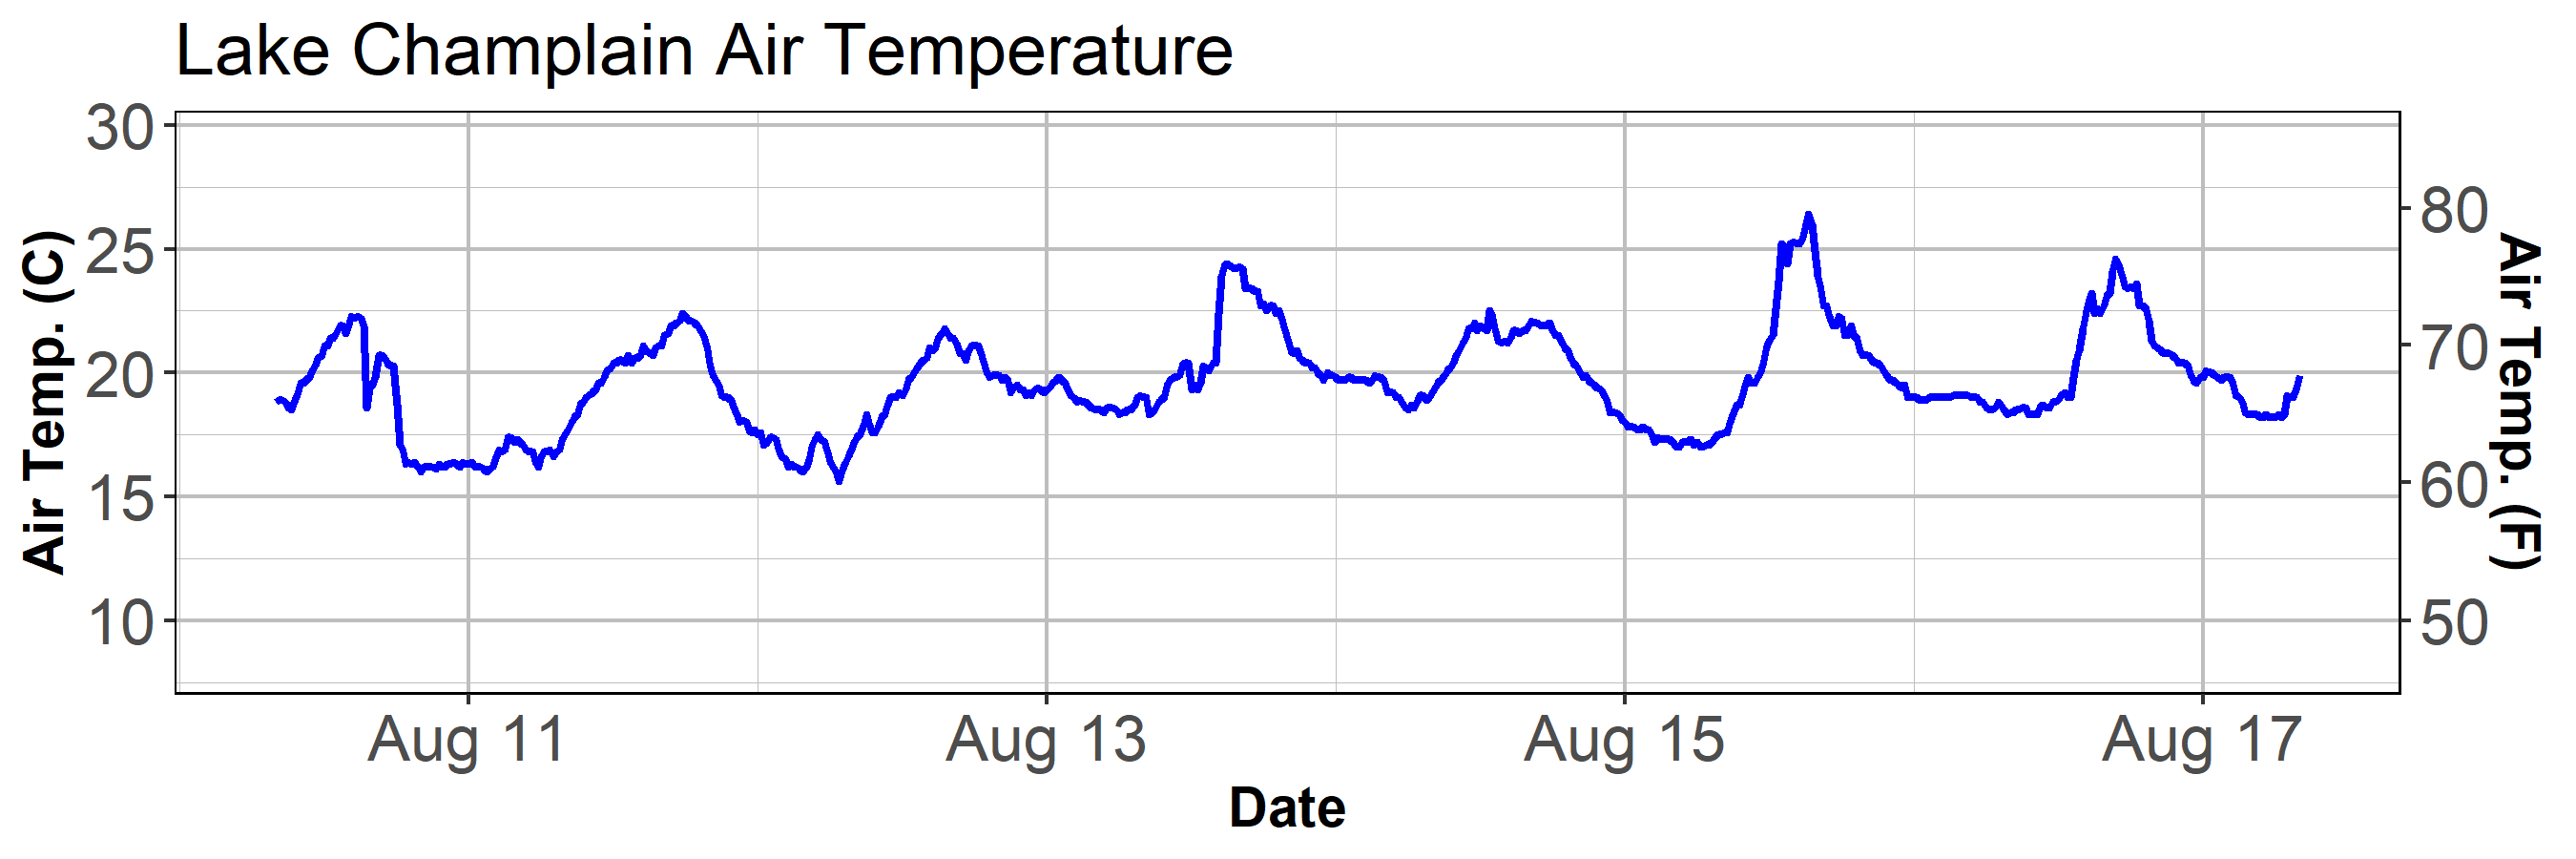 Lake Champlain Air Temperature
30
25
20
15
10
Air Temp. (C)
80
70
60
50
Air Temp. (F)
Aug 11 Aug 13 Aug 15 Aug 17
Date